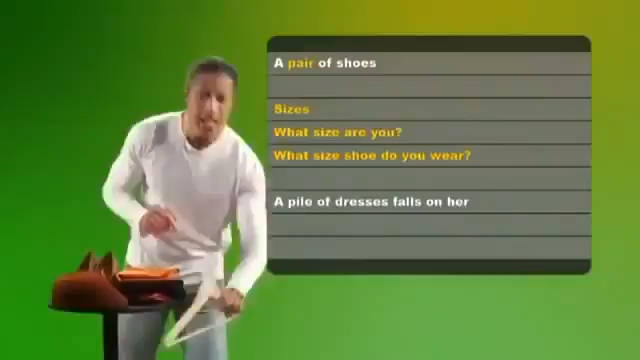 A pair of shoes
Sizes
What size are you?
What size shoe do you wear?
A pile of dresses falls on her